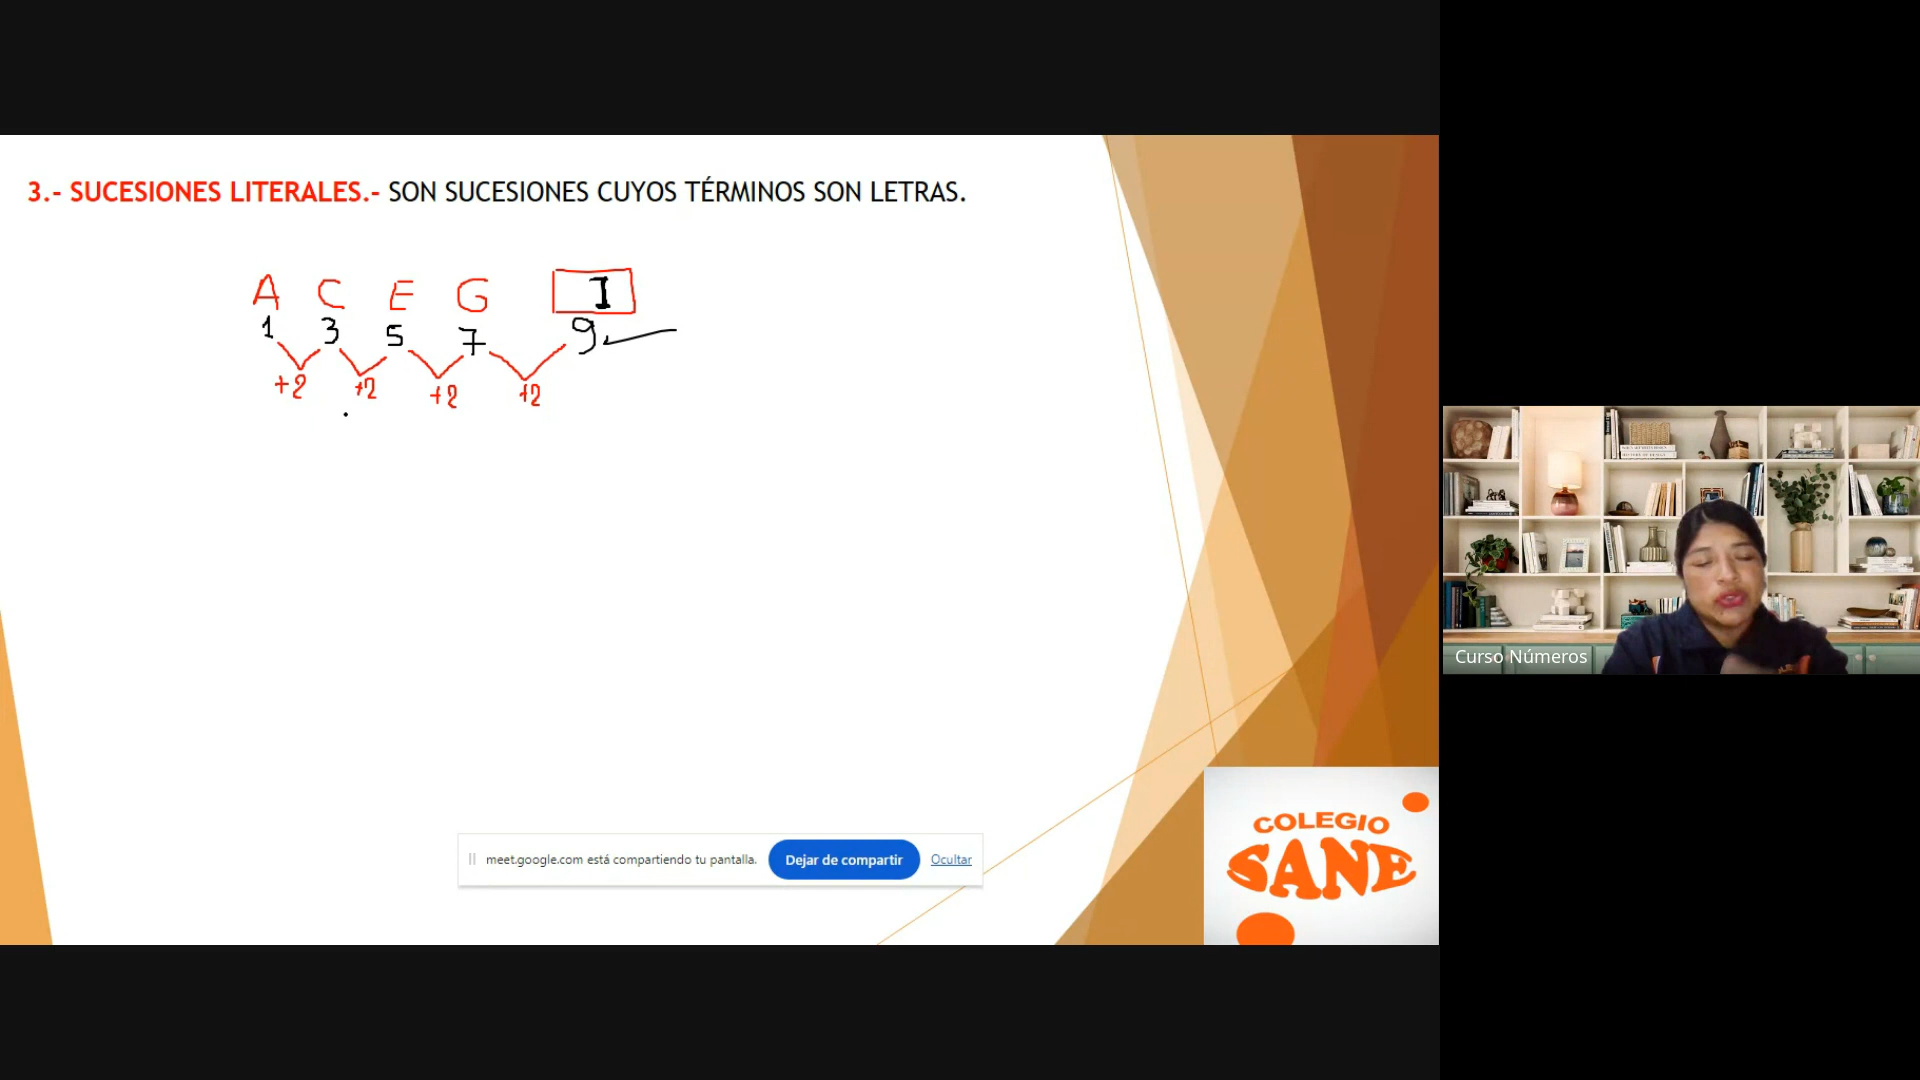 3.- SUCESIONES LITERALES.- SON SUCESIONES CUYOS TÉRMINOS SON LETRAS.
A C E G I
1 3 5 7 9
+2 +2 +2 +2
Curso Números
COLEGIO
SANE
meet.google.com está compartiendo tu pantalla. Dejar de compartir Ocultar